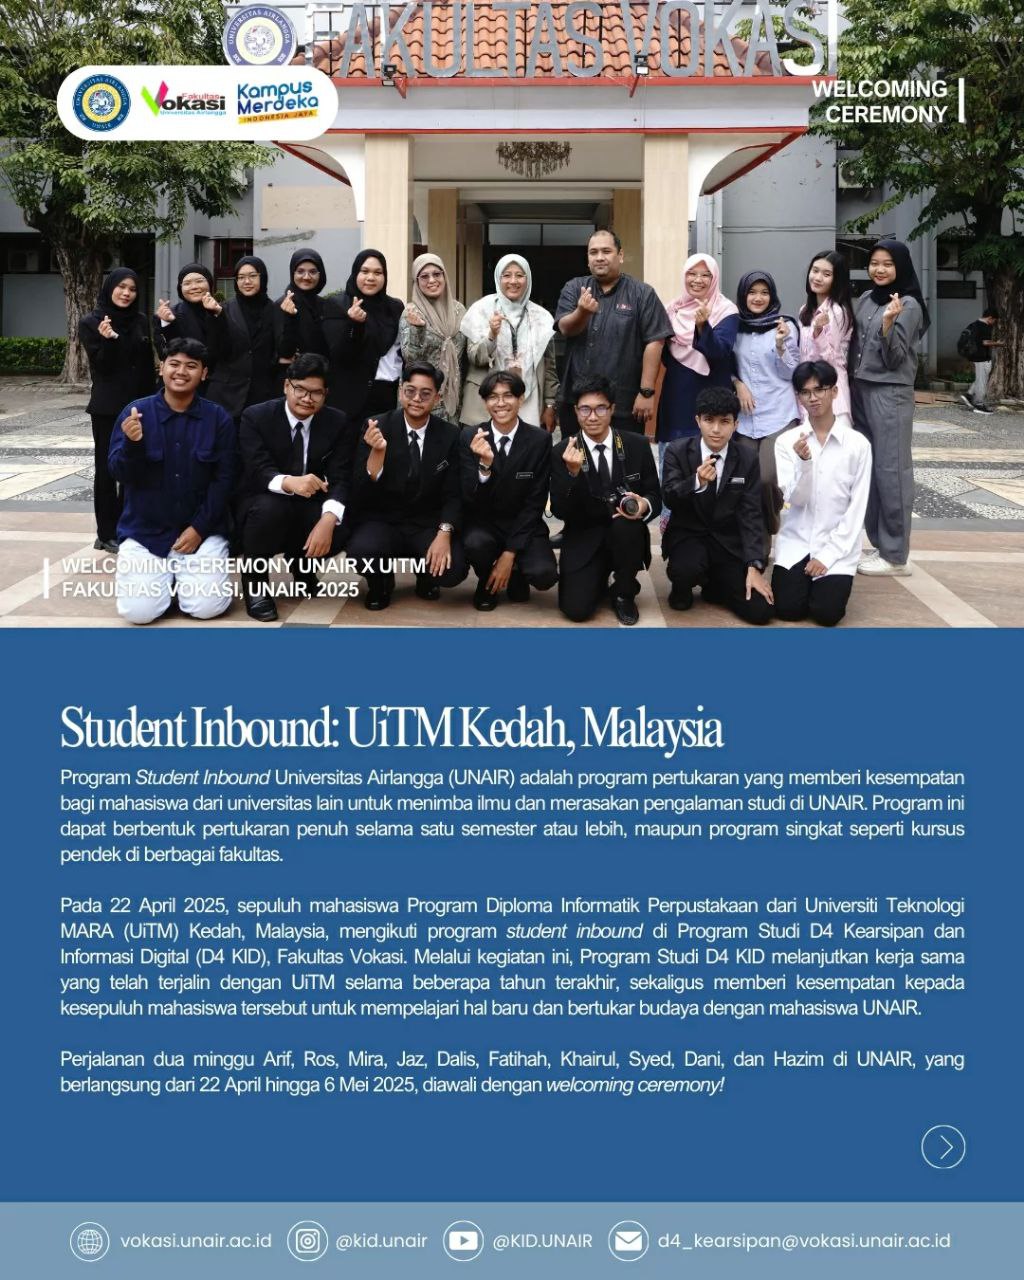 FAKULTAS VOKASI
UNIVERSITAS AIRLANGGA
Fakultas
Vokasi
Universitas Airlangga
Kampus
Merdeka
INDONESIA JAYA
WELCOMING
CEREMONY
WELCOMING CEREMONY UNAIR X UITM
FAKULTAS VOKASI, UNAIR, 2025
Student Inbound: UiTM Kedah, Malaysia
Program Student Inbound Universitas Airlangga (UNAIR) adalah program pertukaran yang memberi kesempatan
bagi mahasiswa dari universitas lain untuk menimba ilmu dan merasakan pengalaman studi di UNAIR. Program ini
dapat berbentuk pertukaran penuh selama satu semester atau lebih, maupun program singkat seperti kursus
pendek di berbagai fakultas.
Pada 22 April 2025, sepuluh mahasiswa Program Diploma Informatik Perpustakaan dari Universiti Teknologi
MARA (UiTM) Kedah, Malaysia, mengikuti program student inbound di Program Studi D4 Kearsipan dan
Informasi Digital (D4 KID), Fakultas Vokasi. Melalui kegiatan ini, Program Studi D4 KID melanjutkan kerja sama
yang telah terjalin dengan UiTM selama beberapa tahun terakhir, sekaligus memberi kesempatan kepada
kesepuluh mahasiswa tersebut untuk mempelajari hal baru dan bertukar budaya dengan mahasiswa UNAIR.
Perjalanan dua minggu Arif, Ros, Mira, Jaz, Dalis, Fatihah, Khairul, Syed, Dani, dan Hazim di UNAIR, yang
berlangsung dari 22 April hingga 6 Mei 2025, diawali dengan welcoming ceremony!
vokasi.unair.ac.id
@kid.unair
@KID.UNAIR
d4_kearsipan@vokasi.unair.ac.id